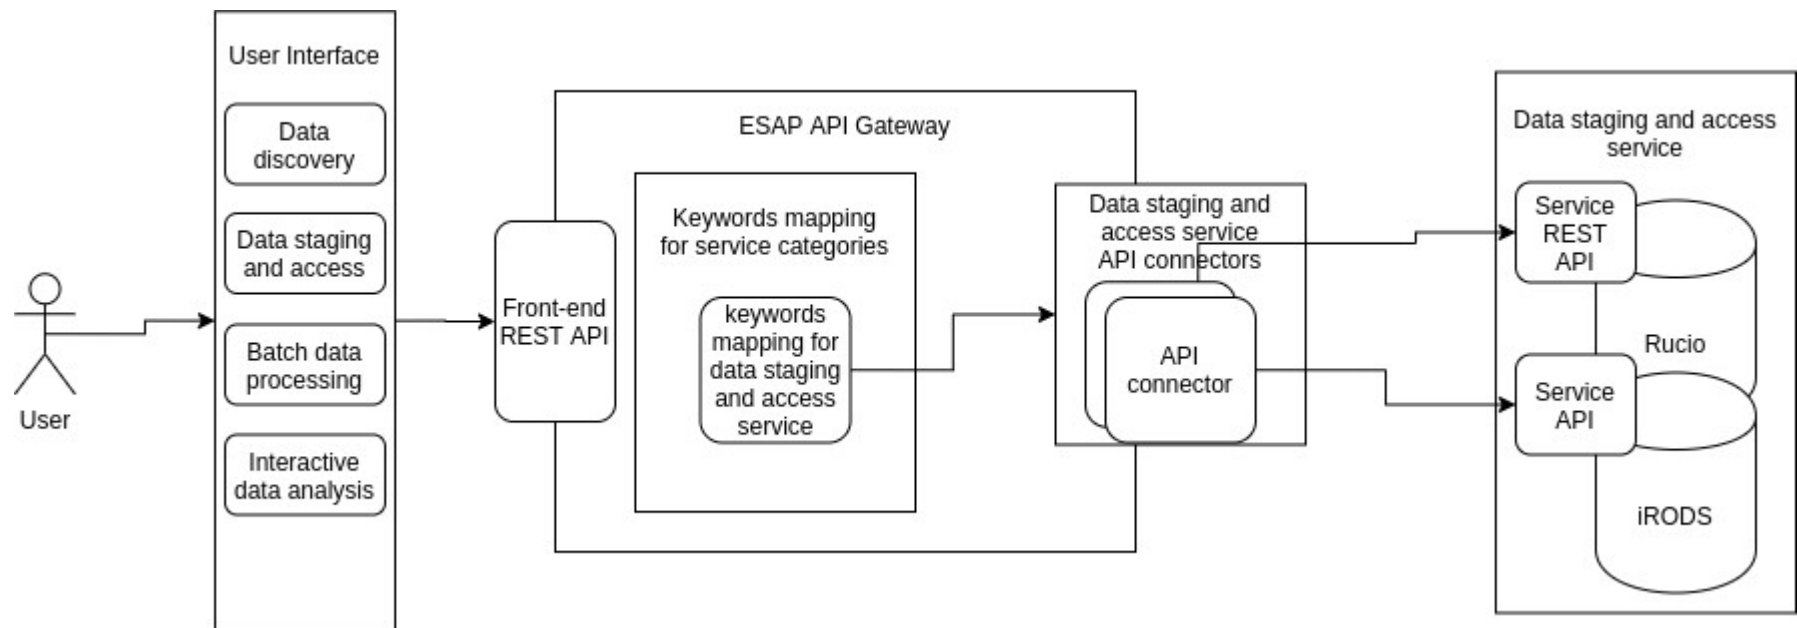 User Interface
Data
discovery
Data staging
and access
Batch data
processing
Interactive
data analysis
User
ESAP API Gateway
Front-end
REST API
Keywords mapping
for service categories
keywords
mapping for
data staging
and access
service
Data staging and
access service
API connectors
API
connector
Data staging and access
service
Service
REST
API
Rucio
Service
API
iRODS